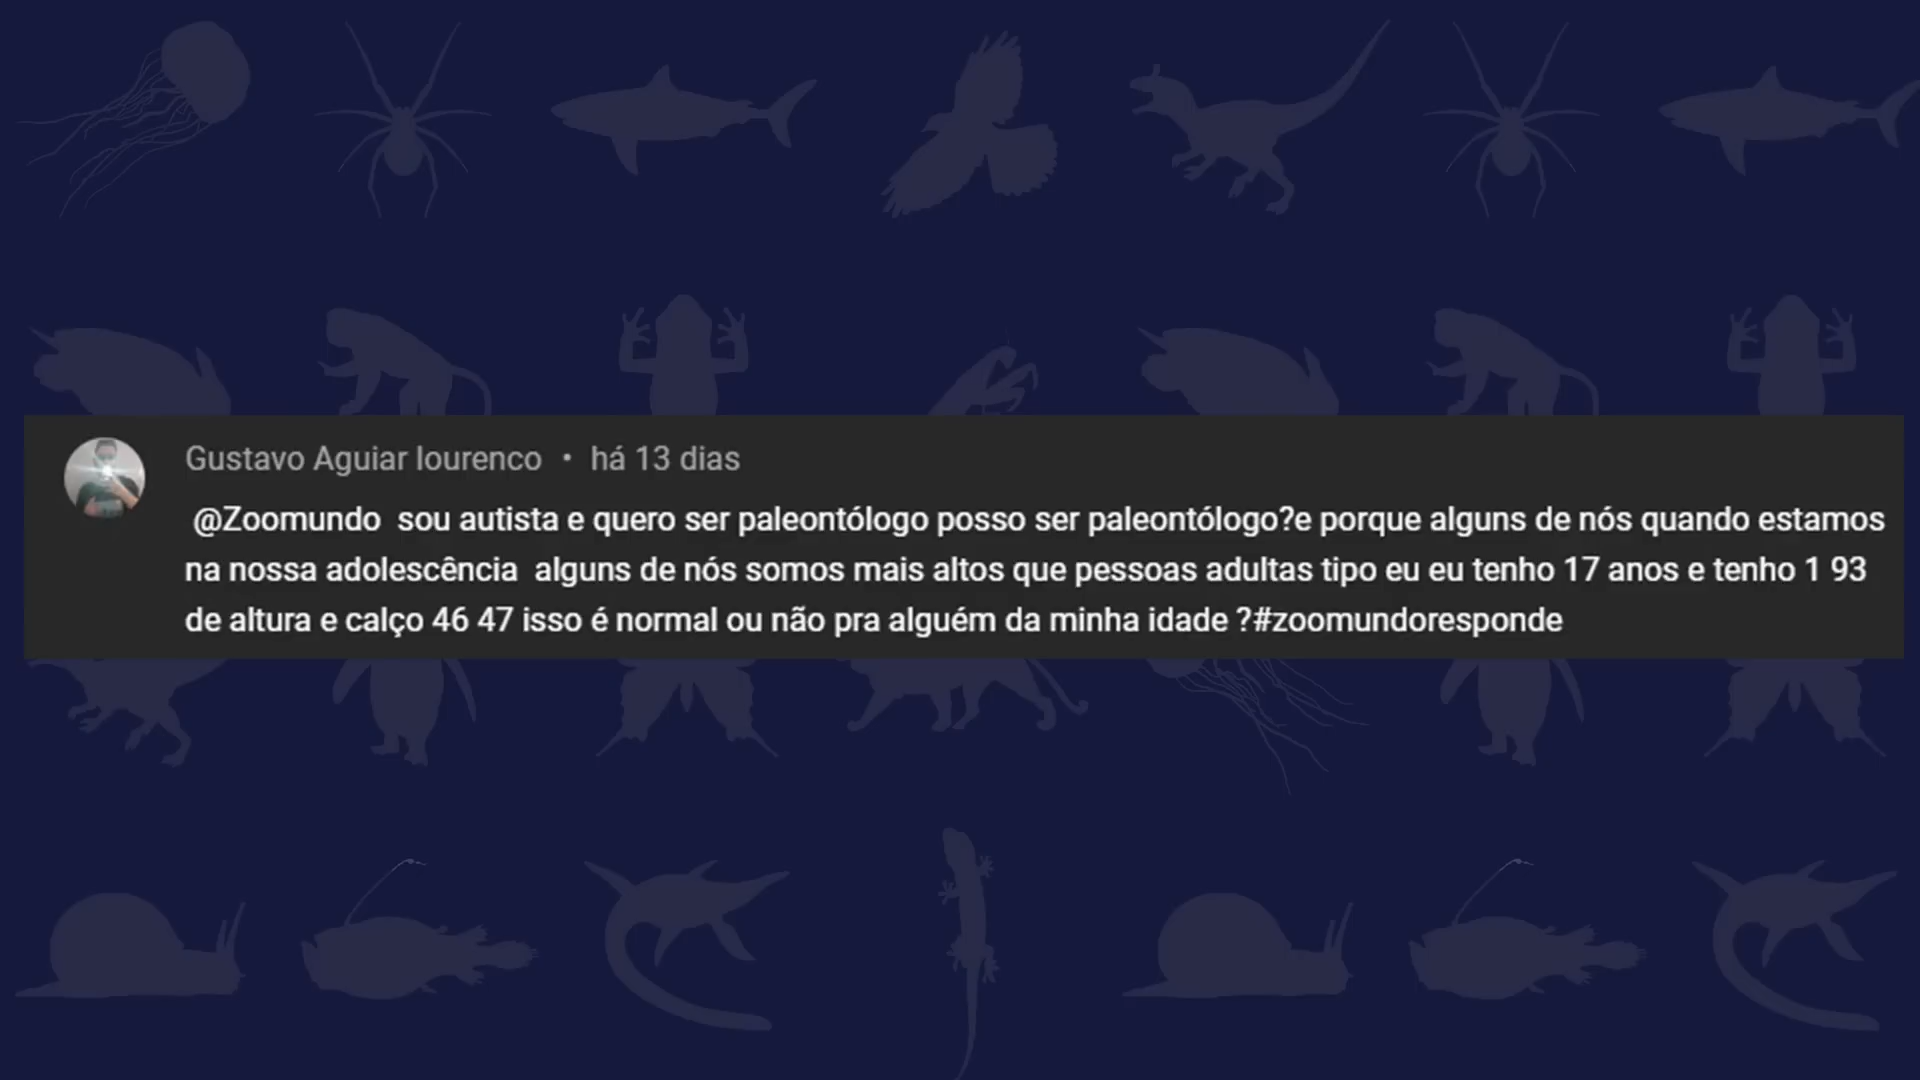 Gustavo Aguiar lourenco • há 13 dias
@Zoomundo sou autista e quero ser paleontólogo posso ser paleontólogo?e porque alguns de nós quando estamos
na nossa adolescência alguns de nós somos mais altos que pessoas adultas tipo eu eu tenho 17 anos e tenho 1 93
de altura e calço 46 47 isso é normal ou não pra alguém da minha idade ?#zoomundoresponde